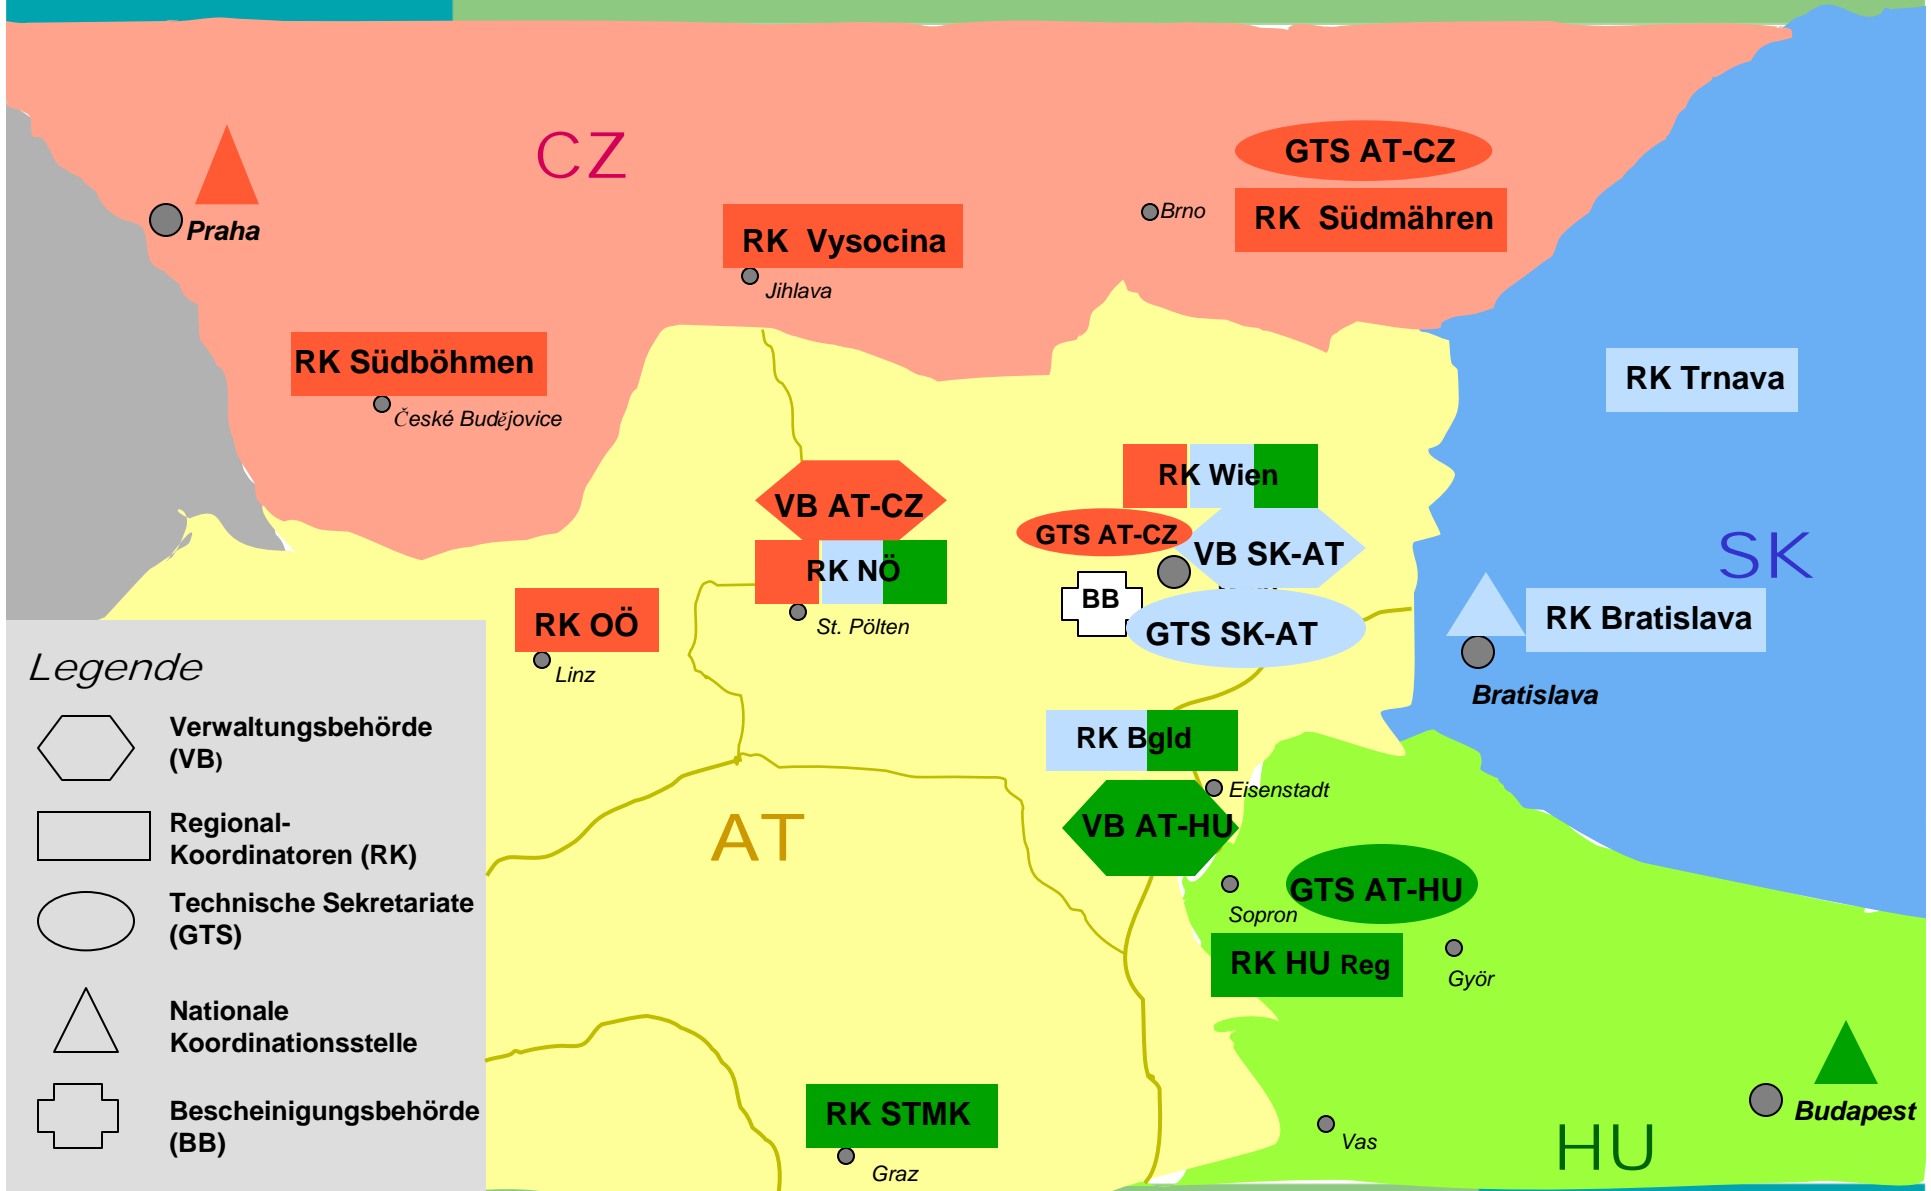 CZ
GTS AT-CZ
Praha
RK Vysocina
Brno
RK Südmähren
Jihlava
RK Südböhmen
České Budějovice
RK Trnava
RK Wien
VB AT-CZ
GTS AT-CZ
VB SK-AT
SK
RK NÖ
BB
RK OÖ
St. Pölten
GTS SK-AT
RK Bratislava
Linz
Bratislava
RK Bgld
Eisenstadt
AT
VB AT-HU
GTS AT-HU
Sopron
RK HU Reg
Györ
RK STMK
Budapest
Vas
HU
Graz
Legende
Verwaltungsbehörde
(VB)
Regional-
Koordinatoren (RK)
Technische Sekretariate
(GTS)
Nationale
Koordinationsstelle
Bescheinigungsbehörde
(BB)